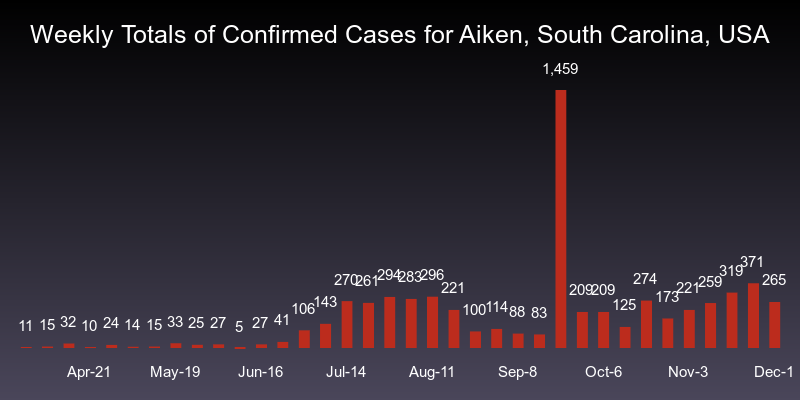 Weekly Totals of Confirmed Cases for Aiken, South Carolina, USA
1,459
11 15 32 10 24 14 15 33 25 27 5 27 41 106 143 270 261 294 283 296 221 100 114 88 83 209 209 125 274 173 221 259 319 371 265
Apr-21 May-19 Jun-16 Jul-14 Aug-11 Sep-8 Oct-6 Nov-3 Dec-1